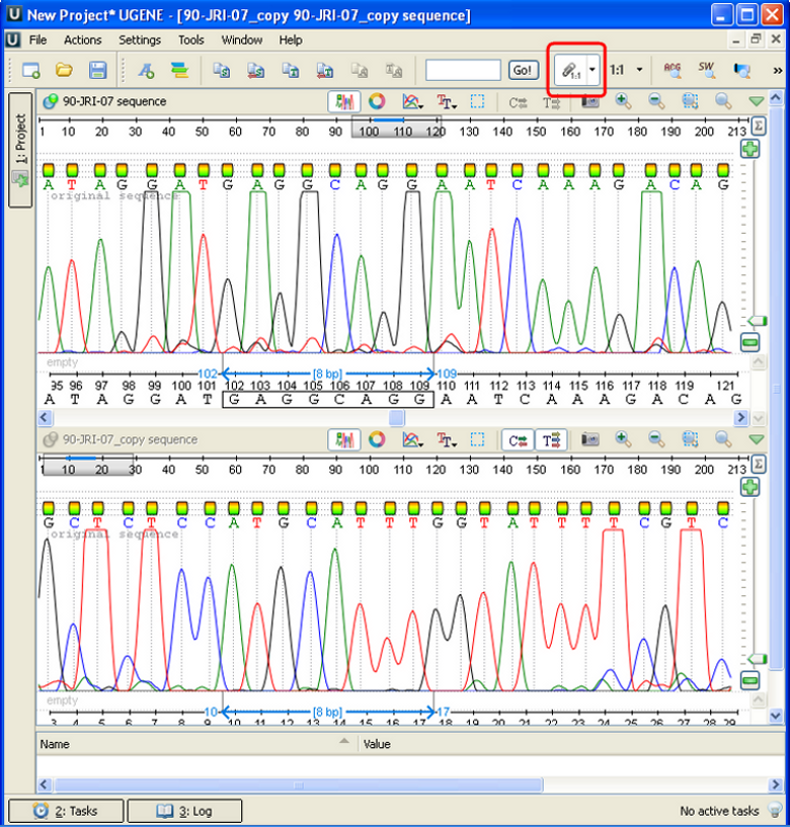 New Project* UGENE - [90-JRI-07_copy 90-JRI-07_copy sequence]
File Actions Settings Tools Window Help
Go! 1:1 1:1 ACG SW »
1: Project
90-JRI-07 sequence
1 10 20 30 40 50 60 70 80 90 100 110 120 130 140 150 160 170 180 190 200 213
A T A G G A T G A G G C A G G A A T C A A A G A C A G
original sequence
empty
102 [8 bp] 109
95 96 97 98 99 100 101 102 103 104 105 106 107 108 109 110 111 112 113 114 115 116 117 118 119 121
A T A G G A T G A G G C A G G A A T C A A A G A C A G
90-JRI-07_copy sequence
1 10 20 30 40 50 60 70 80 90 100 110 120 130 140 150 160 170 180 190 200 213
G C T C T C C A T G C A T T T G G T A T T T T C G T C
original sequence
empty
10 [8 bp] 17
3 4 5 6 7 8 9 10 11 12 13 14 15 16 17 18 19 20 21 22 23 24 25 26 27 28 29
Name Value
2: Tasks 3: Log No active tasks